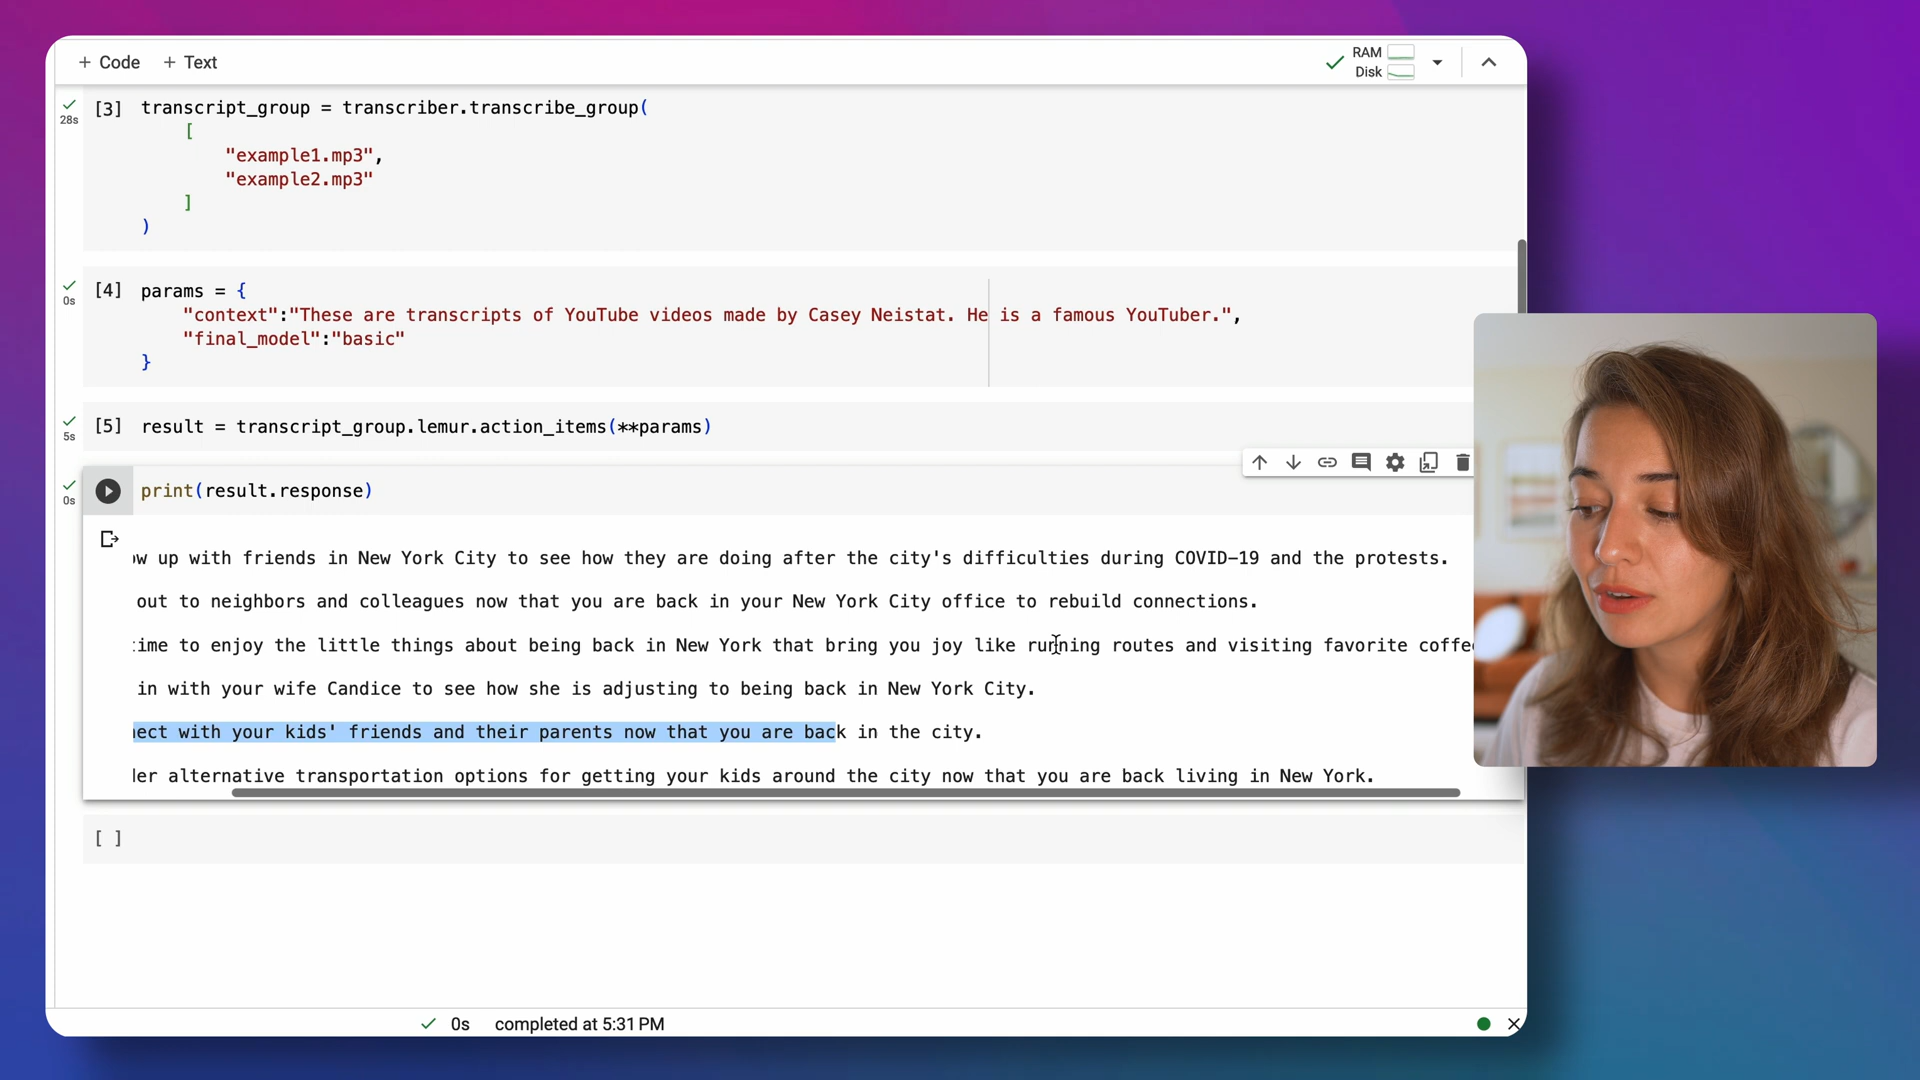 + Code + Text
RAM
Disk
28s
[3] transcript_group = transcriber.transcribe_group(
[
"example1.mp3",
"example2.mp3"
]
)
0s
[4] params = {
"context":"These are transcripts of YouTube videos made by Casey Neistat. He is a famous YouTuber.",
"final_model":"basic"
}
5s
[5] result = transcript_group.lemur.action_items(**params)
0s
print(result.response)
ow up with friends in New York City to see how they are doing after the city's difficulties during COVID-19 and the protests.
out to neighbors and colleagues now that you are back in your New York City office to rebuild connections.
time to enjoy the little things about being back in New York that bring you joy like running routes and visiting favorite coffe
in with your wife Candice to see how she is adjusting to being back in New York City.
nect with your kids' friends and their parents now that you are back in the city.
der alternative transportation options for getting your kids around the city now that you are back living in New York.
[ ]
0s completed at 5:31 PM